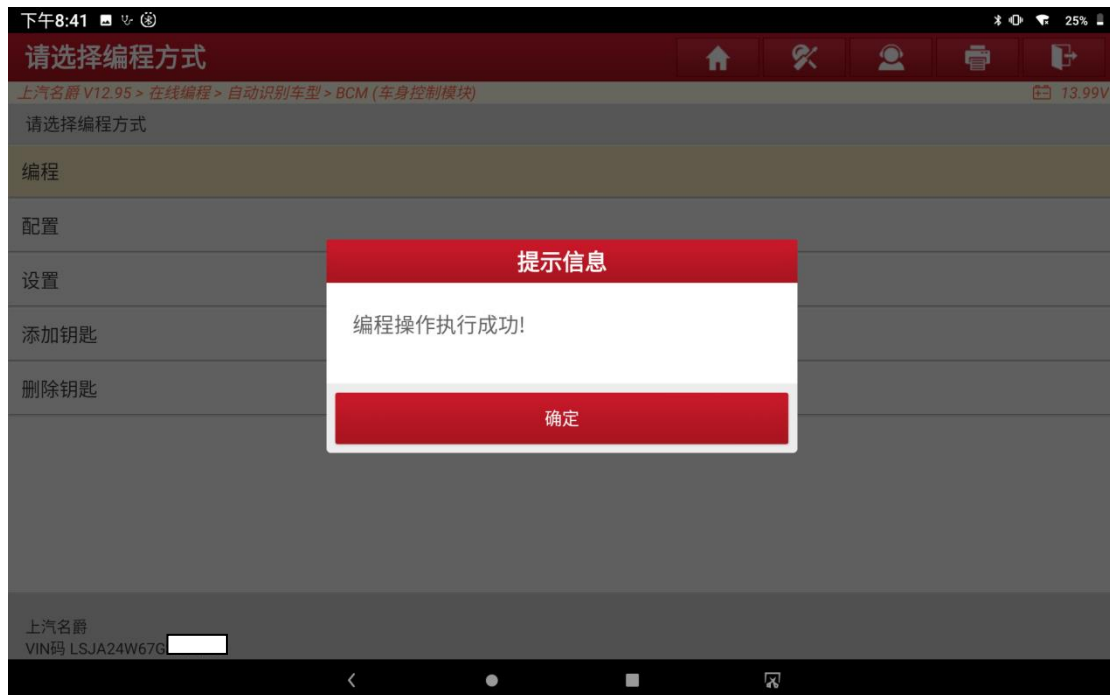 下午8:41
25%
请选择编程方式
上汽名爵 V12.95 > 在线编程 > 自动识别车型 > BCM (车身控制模块)
13.99V
请选择编程方式
编程
配置
设置
添加钥匙
删除钥匙
提示信息
编程操作执行成功!
确定
上汽名爵
VIN码 LSJA24W67G